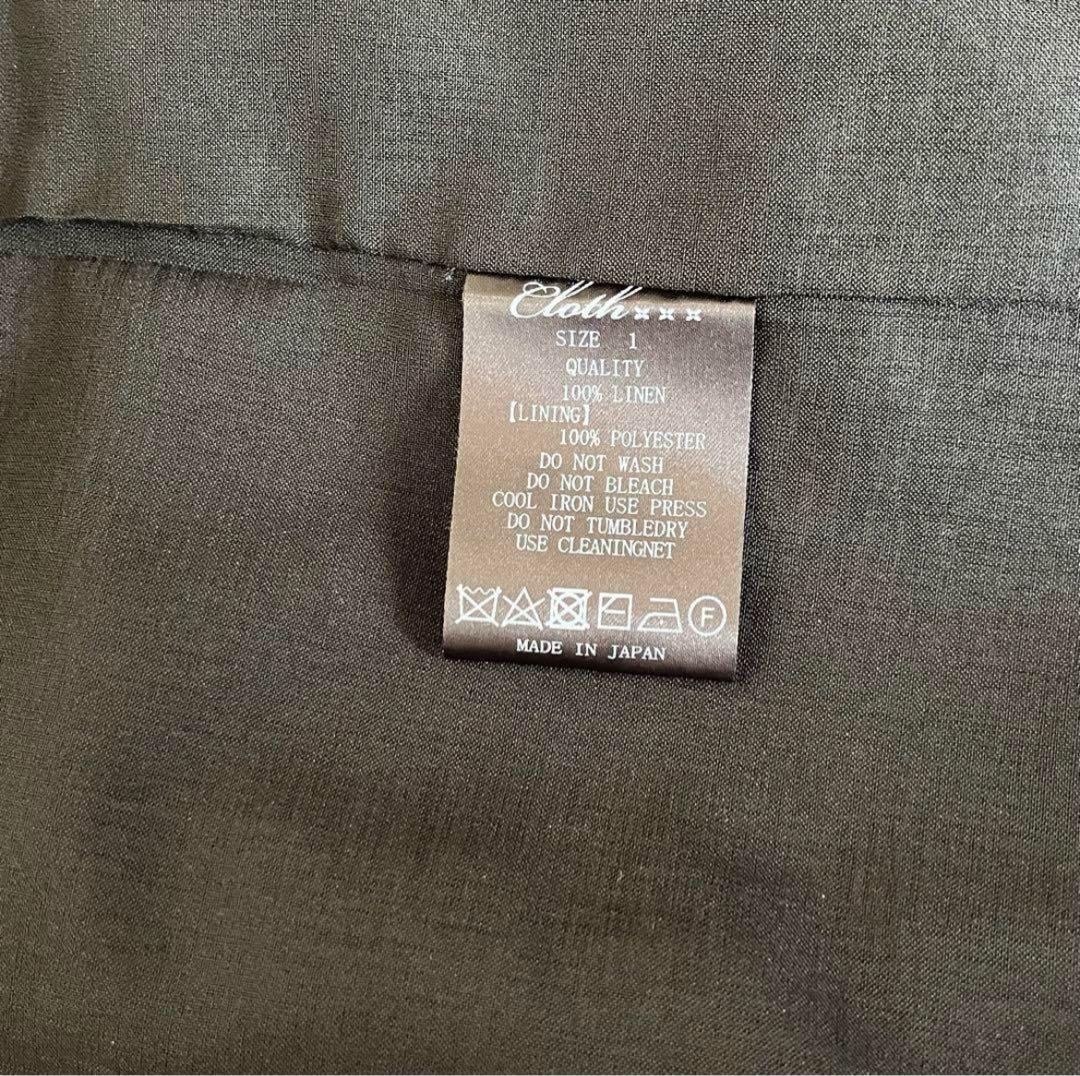 Cloth×××
SIZE 1
QUALITY
100% LINEN
【LINING】
100% POLYESTER
DO NOT WASH
DO NOT BLEACH
COOL IRON USE PRESS
DO NOT TUMBLEDRY
USE CLEANINGNET
F
MADE IN JAPAN